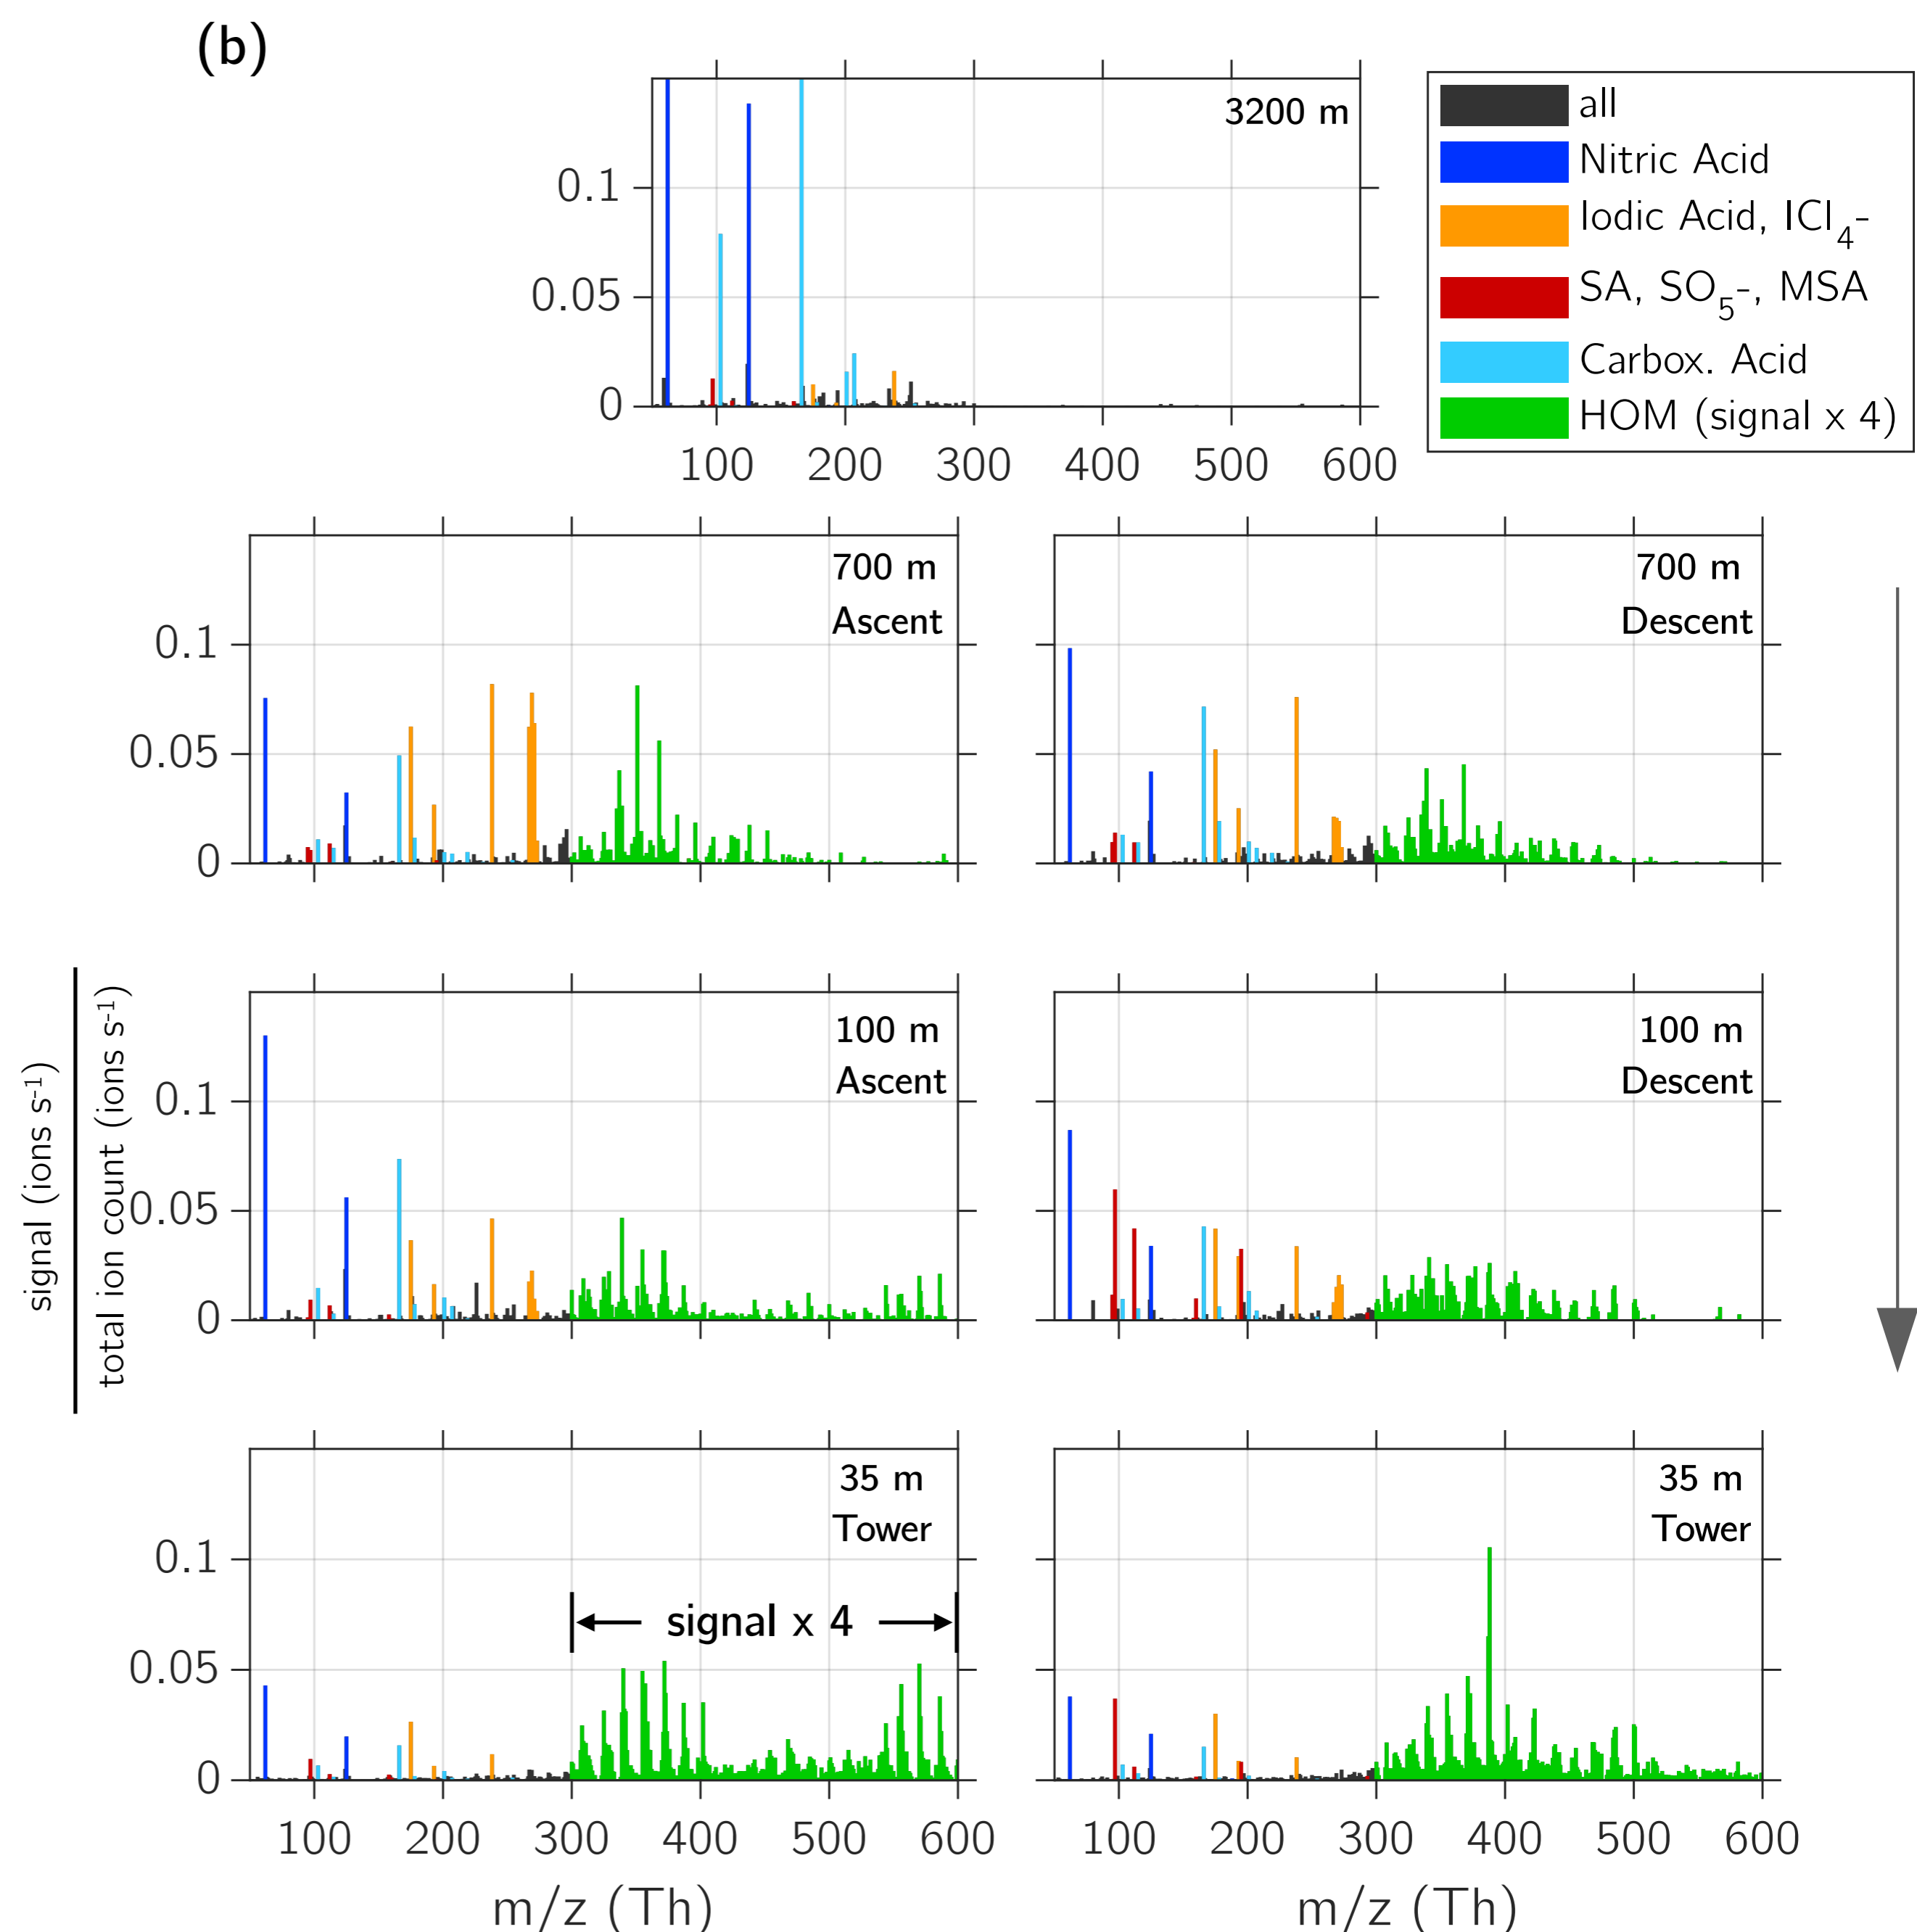 (b)
3200 m
0.1
0.05
0
100 200 300 400 500 600
all
Nitric Acid
Iodic Acid, ICl4-
SA, SO5-, MSA
Carbox. Acid
HOM (signal x 4)
700 m
Ascent
0.1
0.05
0
700 m
Descent
signal (ions s-1)
total ion count (ions s-1)
100 m
Ascent
0.1
0.05
0
100 m
Descent
35 m
Tower
0.1
signal x 4
0.05
0
100 200 300 400 500 600
m/z (Th)
35 m
Tower
100 200 300 400 500 600
m/z (Th)